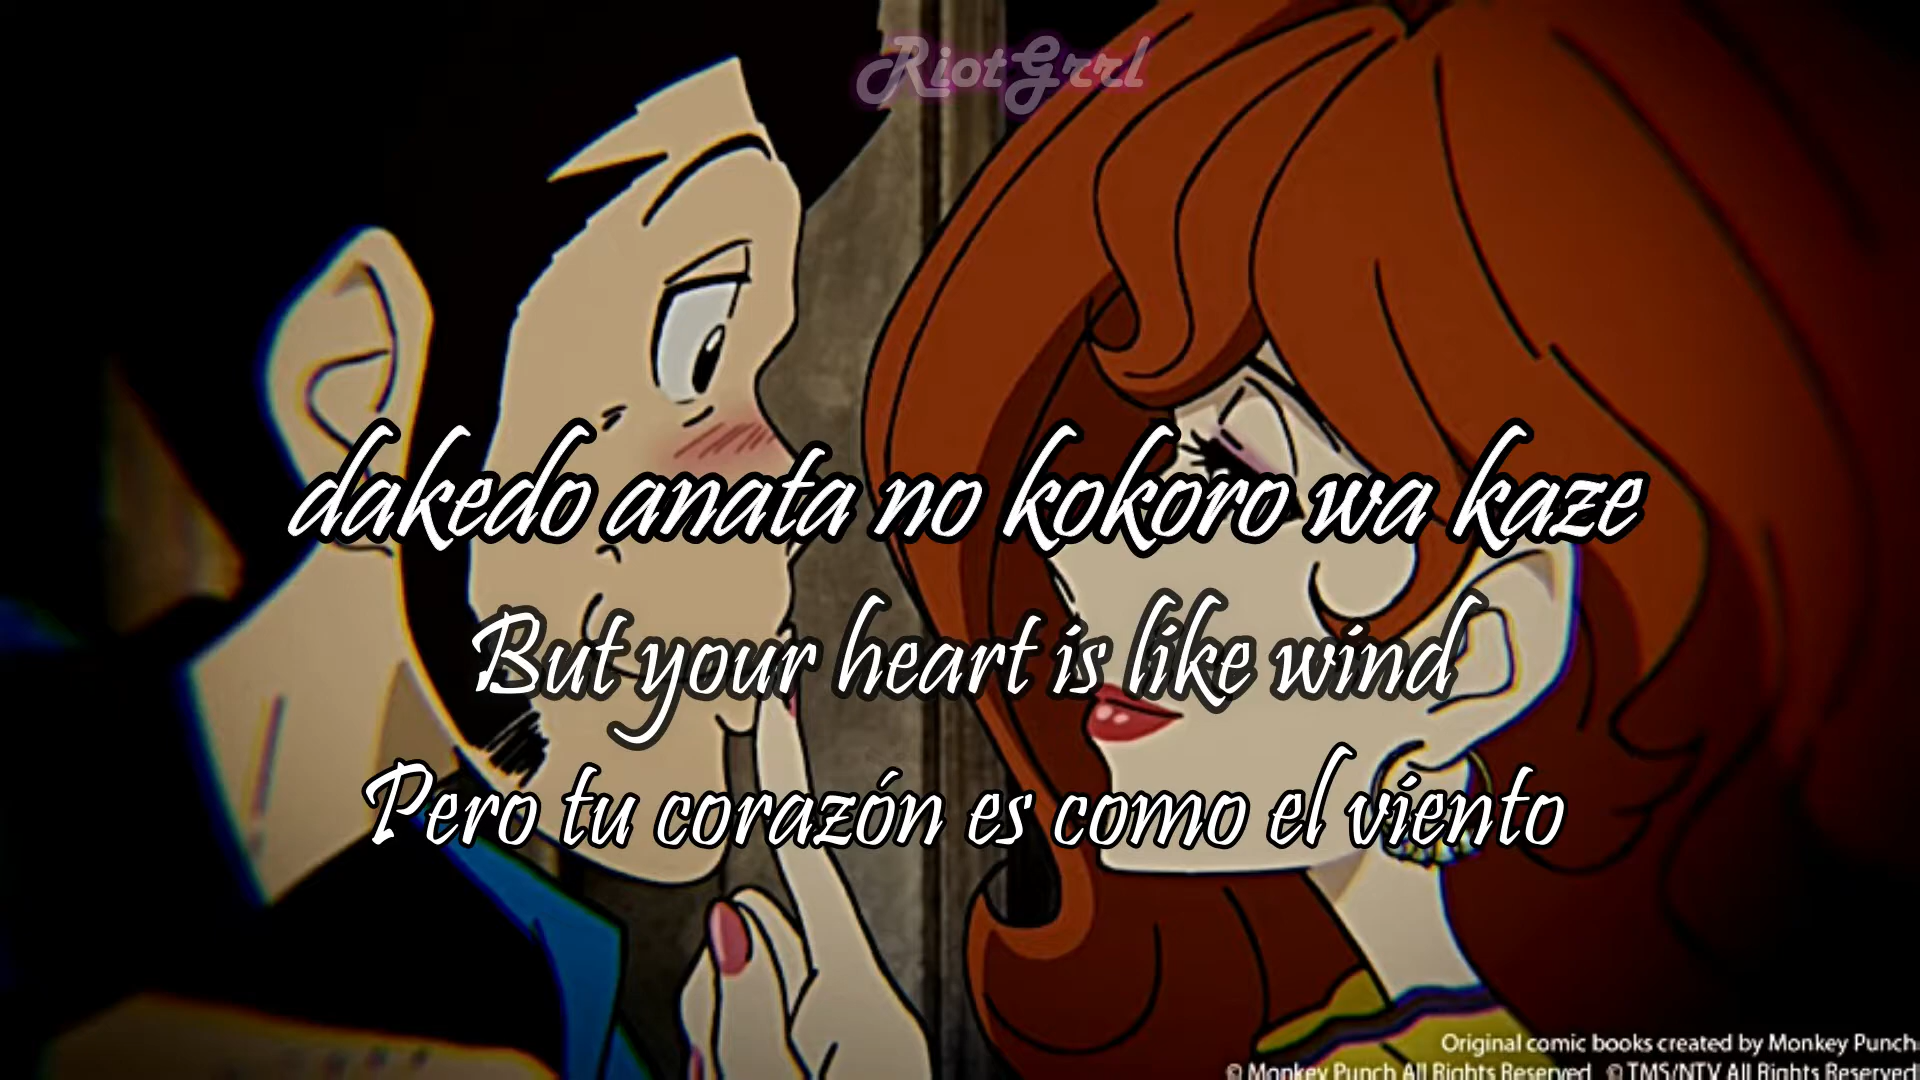 RiotGrrl
dakedo anata no kokoro wa kaze
But your heart is like wind
Pero tu corazón es como el viento
Original comic books created by Monkey Punch
© Monkey Punch All Rights Reserved © TMS/NTV All Rights Reserved